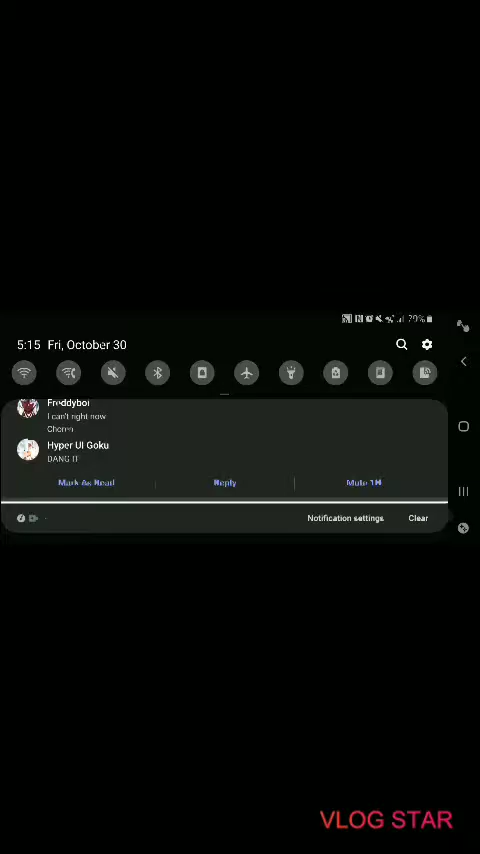 79%
5:15 Fri, October 30
Freddyboi
I can't right now
Hyper UI Goku
DANG IT
Mark As Read Reply Mute 1H
Notification settings Clear
VLOG STAR